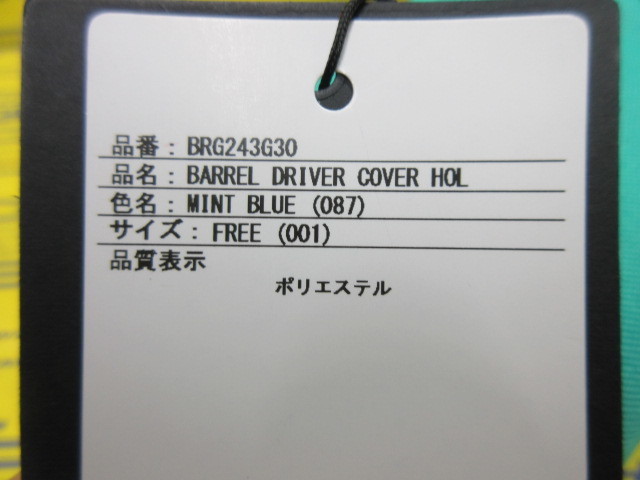 品番：BRG243G30
品名：BARREL DRIVER COVER HOL
色名：MINT BLUE (087)
サイズ：FREE (001)
品質表示
ポリエステル